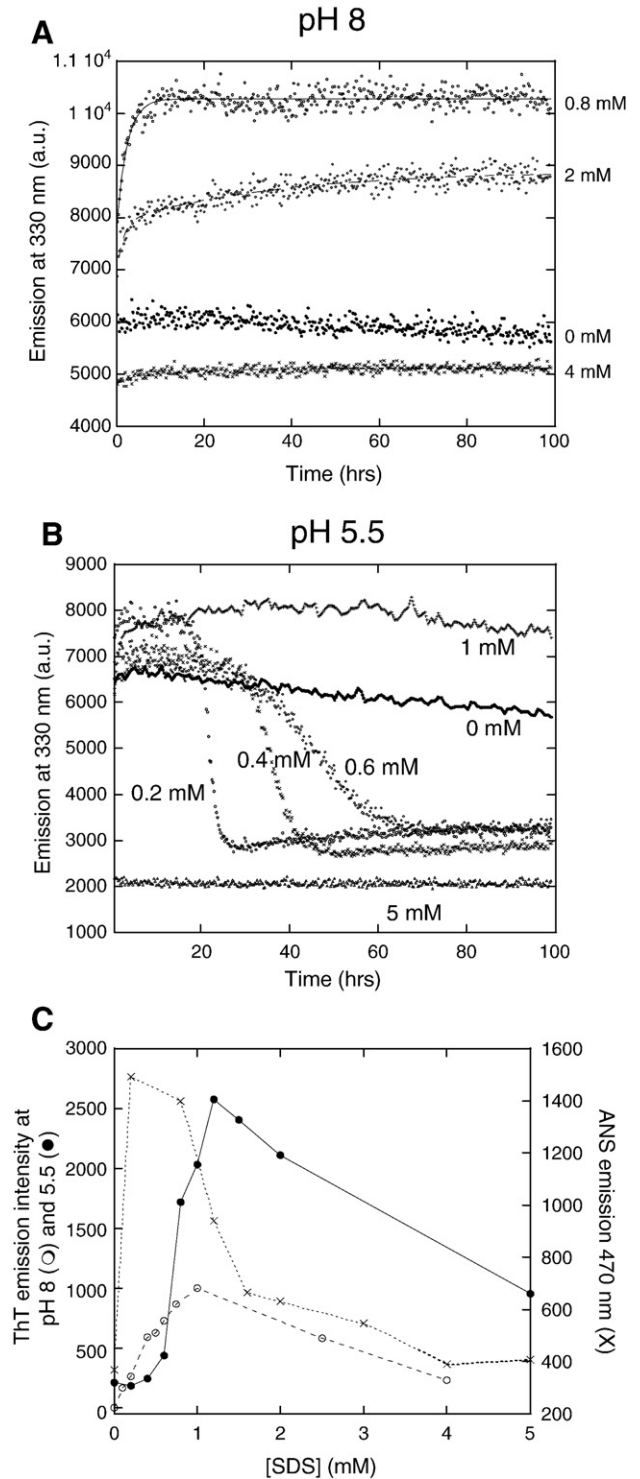 A
pH 8
1.1 10⁴
1 10⁴
9000
8000
7000
6000
5000
4000
Emission at 330 nm (a.u.)
0.8 mM
2 mM
0 mM
4 mM
0 20 40 60 80 100
Time (hrs)
B
pH 5.5
9000
8000
7000
6000
5000
4000
3000
2000
1000
Emission at 330 nm (a.u.)
1 mM
0 mM
0.4 mM
0.6 mM
0.2 mM
5 mM
20 40 60 80 100
Time (hrs)
C
3000
2500
2000
1500
1000
500
0
ThT emission intensity at
pH 8 (○) and 5.5 (●)
1600
1400
1200
1000
800
600
400
200
ANS emission 470 nm (X)
0 1 2 3 4 5
[SDS] (mM)